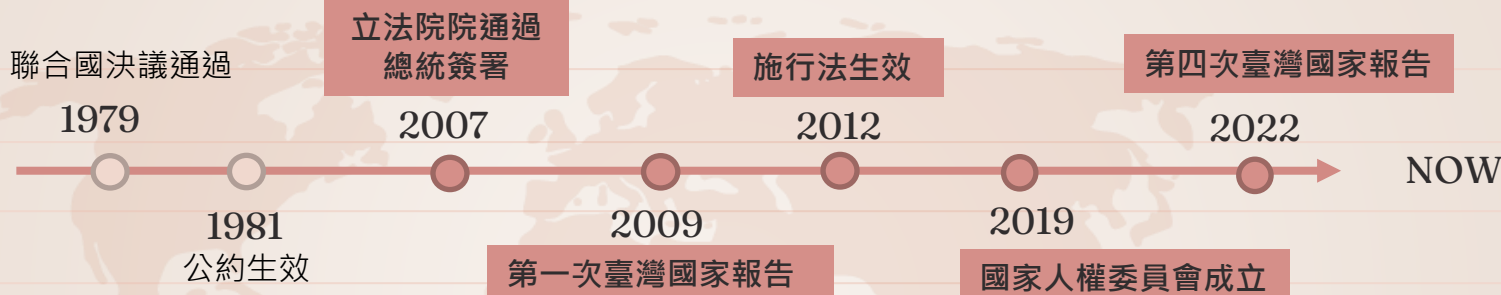 聯合國決議通過
1979
1981
公約生效
立法院院通過
總統簽署
2007
2009
第一次臺灣國家報告
施行法生效
2012
2019
國家人權委員會成立
第四次臺灣國家報告
2022
NOW